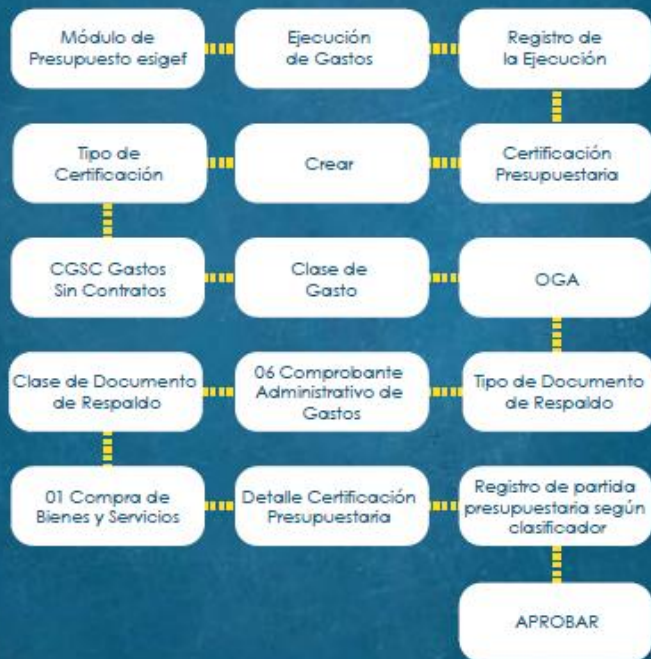 Módulo de
Presupuesto esigef
Ejecución
de Gastos
Registro de
la Ejecución
Tipo de
Certificación
Crear
Certificación
Presupuestaria
CGSC Gastos
Sin Contratos
Clase de
Gasto
OGA
Clase de Documento
de Respaldo
06 Comprobante
Administrativo de
Gastos
Tipo de Documento
de Respaldo
01 Compra de
Bienes y Servicios
Detalle Certificación
Presupuestaria
Registro de partida
presupuestaria según
clasificador
APROBAR